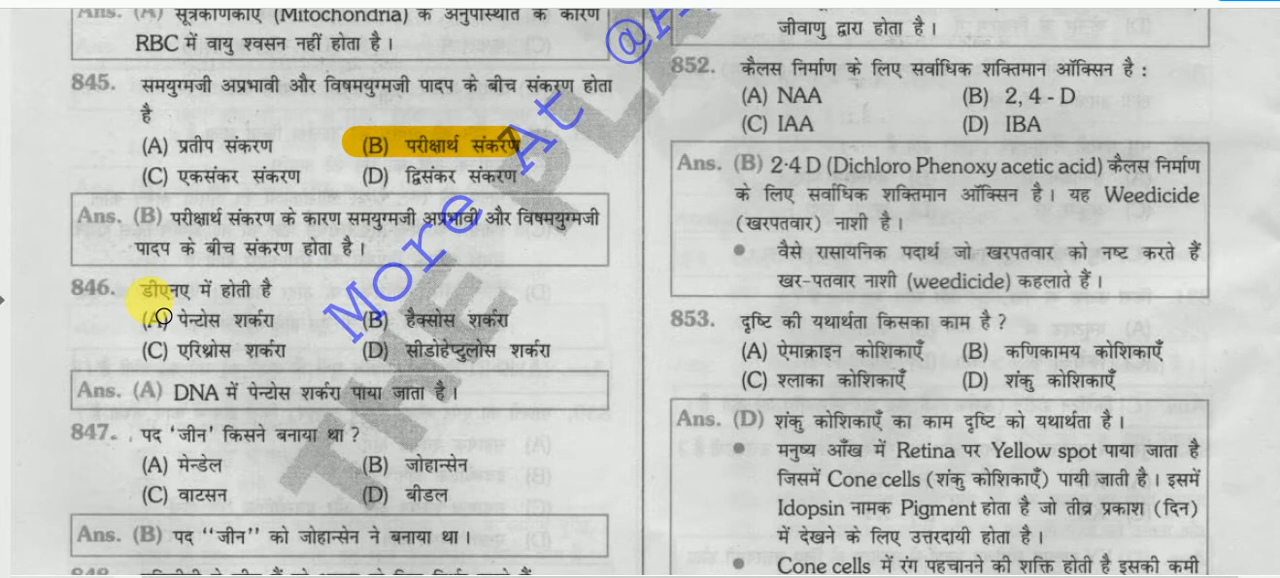 Ans. (A) सूत्रकणिकाएँ (Mitochondria) के अनुपस्थिति के कारण
RBC में वायु श्वसन नहीं होता है।
845. समयुग्मजी अप्रभावी और विषमयुग्मजी पादप के बीच संकरण होता
है
(A) प्रतीप संकरण (B) परीक्षार्थ संकरण
(C) एकसंकर संकरण (D) द्विसंकर संकरण
Ans. (B) परीक्षार्थ संकरण के कारण समयुग्मजी अप्रभावी और विषमयुग्मजी
पादप के बीच संकरण होता है।
846. डीएनए में होती है
(A) पेन्टोस शर्करा (B) हैक्सोस शर्करा
(C) एरिथ्रोस शर्करा (D) सीडोहेप्टुलोस शर्करा
Ans. (A) DNA में पेन्टोस शर्करा पाया जाता है।
847. पद 'जीन' किसने बनाया था ?
(A) मेन्डेल (B) जोहान्सेन
(C) वाटसन (D) बीडल
Ans. (B) पद "जीन" को जोहान्सेन ने बनाया था।
848.
जीवाणु द्वारा होता है।
852. कैलस निर्माण के लिए सर्वाधिक शक्तिमान ऑक्सिन है :
(A) NAA (B) 2, 4 - D
(C) IAA (D) IBA
Ans. (B) 2·4 D (Dichloro Phenoxy acetic acid) कैलस निर्माण
के लिए सर्वाधिक शक्तिमान ऑक्सिन है। यह Weedicide
(खरपतवार) नाशी है।
● वैसे रासायनिक पदार्थ जो खरपतवार को नष्ट करते हैं
खर-पतवार नाशी (weedicide) कहलाते हैं।
853. दृष्टि की यथार्थता किसका काम है ?
(A) ऐमाक्राइन कोशिकाएँ (B) कणिकामय कोशिकाएँ
(C) श्लाका कोशिकाएँ (D) शंकु कोशिकाएँ
Ans. (D) शंकु कोशिकाएँ का काम दृष्टि को यथार्थता है।
● मनुष्य आँख में Retina पर Yellow spot पाया जाता है
जिसमें Cone cells (शंकु कोशिकाएँ) पायी जाती है। इसमें
Idopsin नामक Pigment होता है जो तीव्र प्रकाश (दिन)
में देखने के लिए उत्तरदायी होता है।
● Cone cells में रंग पहचानने की शक्ति होती है इसकी कमी
More At
THE PLA